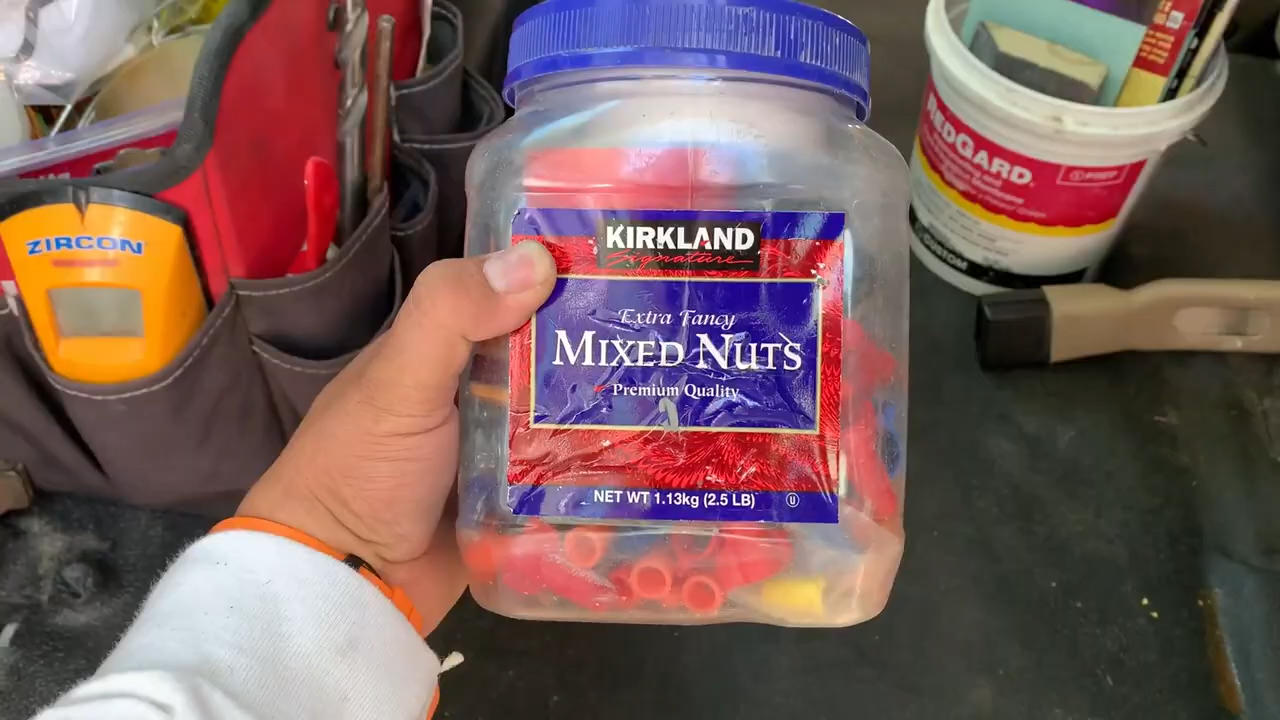 ZIRCON
KIRKLAND
Signature
Extra Fancy
MIXED NUTS
Premium Quality
NET WT 1.13kg (2.5 LB)
U
REDGARD
CUSTOM